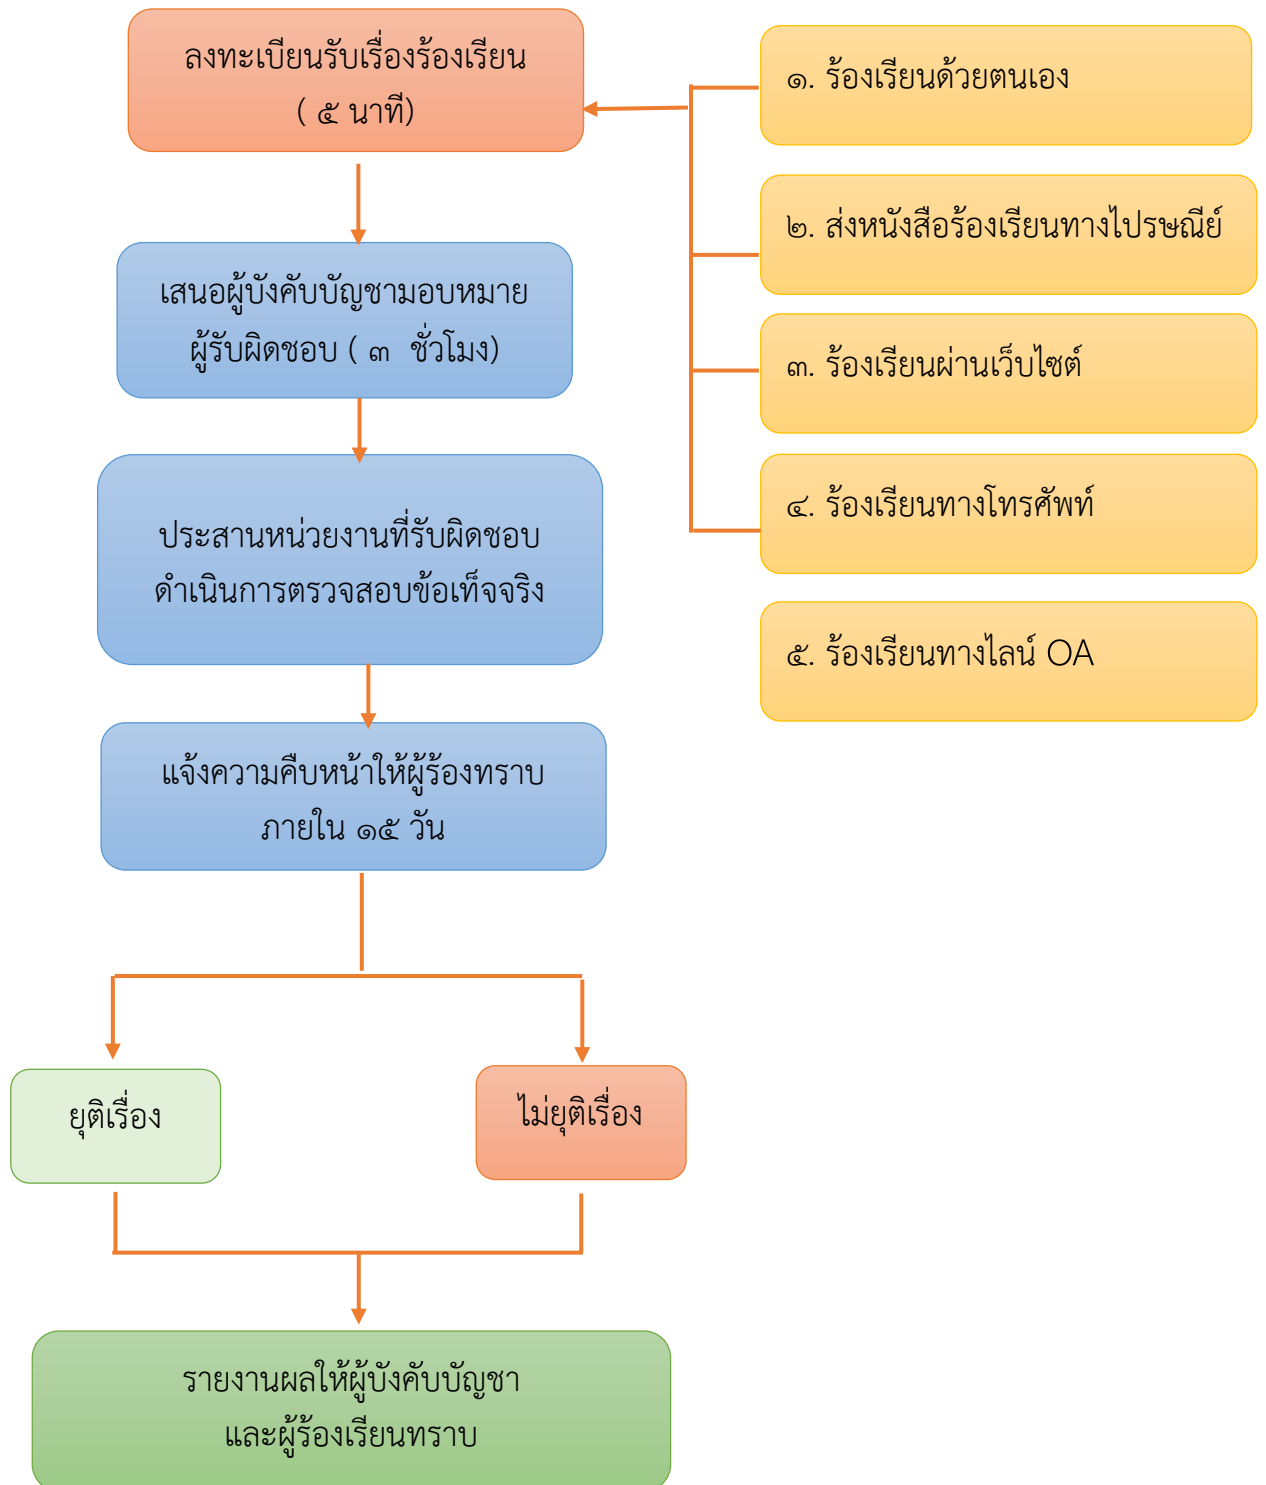 ลงทะเบียนรับเรื่องร้องเรียน
( ๕ นาที)
๑. ร้องเรียนด้วยตนเอง
๒. ส่งหนังสือร้องเรียนทางไปรษณีย์
๓. ร้องเรียนผ่านเว็บไซต์
๔. ร้องเรียนทางโทรศัพท์
๕. ร้องเรียนทางไลน์ OA
เสนอผู้บังคับบัญชามอบหมาย
ผู้รับผิดชอบ ( ๓ ชั่วโมง)
ประสานหน่วยงานที่รับผิดชอบ
ดำเนินการตรวจสอบข้อเท็จจริง
แจ้งความคืบหน้าให้ผู้ร้องทราบ
ภายใน ๑๕ วัน
ยุติเรื่อง
ไม่ยุติเรื่อง
รายงานผลให้ผู้บังคับบัญชา
และผู้ร้องเรียนทราบ